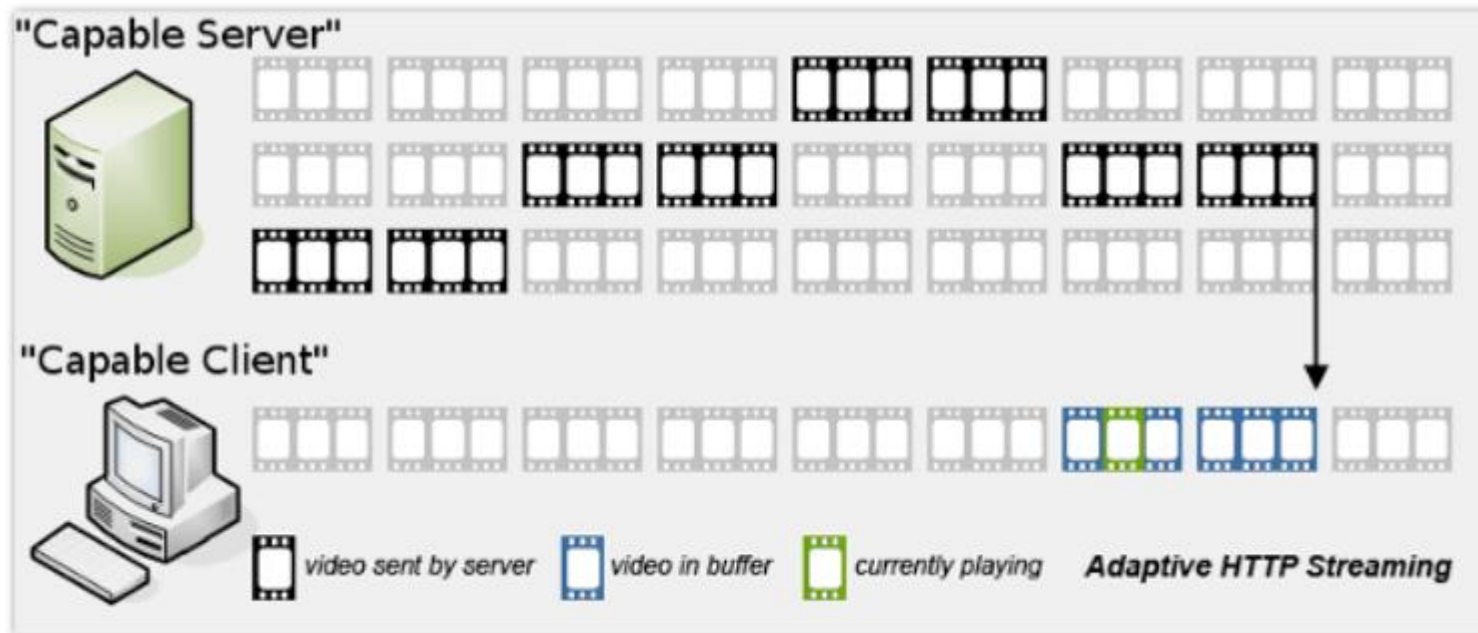 "Capable Server"
"Capable Client"
video sent by server video in buffer currently playing Adaptive HTTP Streaming